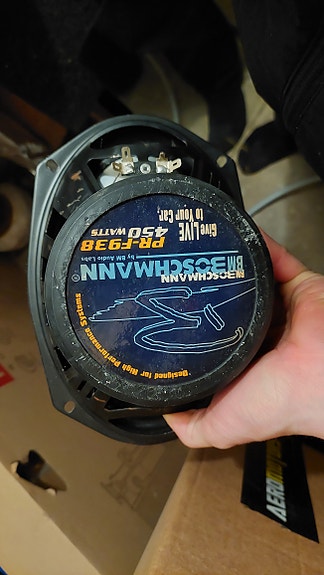 "Designed for High Performance
Systems
BM BOSCHMANN
BM BOSCHMANN®
by BM Audio Labs
PR-F938
450 WATTS
Give LIVE
to Your Car,
AERO